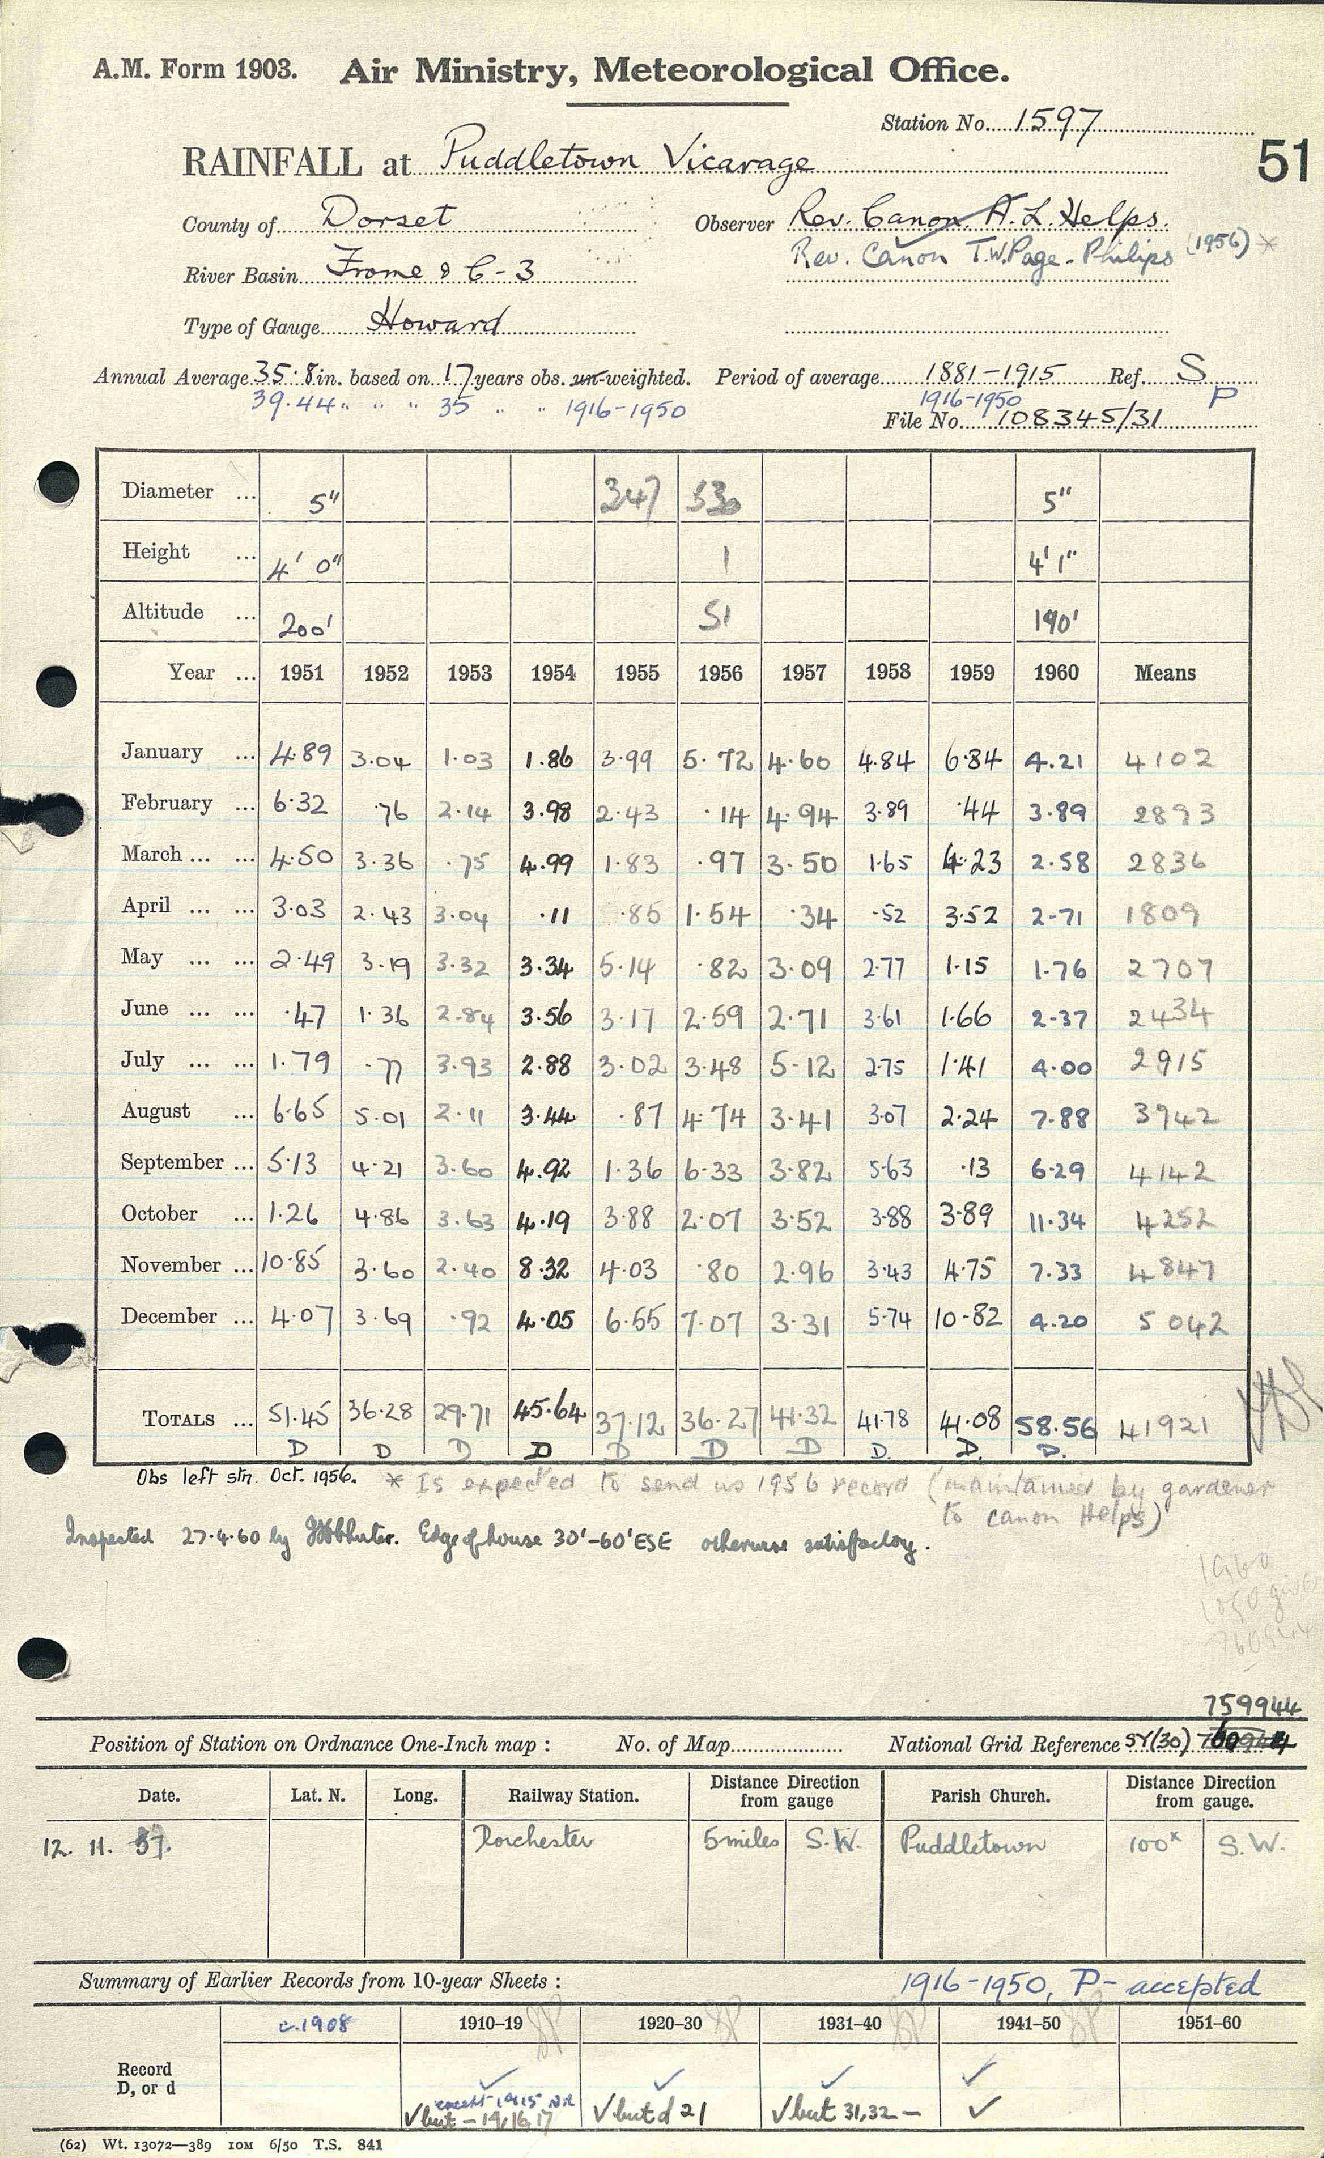 A.M. Form 1903. Air Ministry, Meteorological Office.
Station No. 1597
51
RAINFALL at Puddletown Vicarage
County of Dorset Observer Rev. Canon A. L. Helps.
Rev. Canon T.W. Page-Philips (1956) *
River Basin Frome & C-3
Type of Gauge Howard
Annual Average 35.8 in. based on 17 years obs. un-weighted. Period of average 1881-1915 Ref. S
39.44 " " " 35 " " 1916-1950 1916-1950 P
File No. 108345/31
Diameter ... 5" 347 530 5"
Height ... 4' 0" 1 4' 1"
Altitude ... 200' 51 190'
Year ... 1951 1952 1953 1954 1955 1956 1957 1958 1959 1960 Means
January ... 4.89 3.04 1.03 1.86 3.99 5.72 4.60 4.84 6.84 4.21 4102
February ... 6.32 .76 2.14 3.98 2.43 .14 4.94 3.89 .44 3.89 2893
March ... ... 4.50 3.36 .75 4.99 1.83 .97 3.50 1.65 4.23 2.58 2836
April ... ... 3.03 2.43 3.04 .11 .85 1.54 .34 .52 3.52 2.71 1809
May ... ... 2.49 3.19 3.32 3.34 5.14 .82 3.09 2.77 1.15 1.76 2707
June ... ... .47 1.36 2.84 3.56 3.17 2.59 2.71 3.61 1.66 2.37 2434
July ... ... 1.79 .77 3.93 2.88 3.02 3.48 5.12 2.75 1.41 4.00 2915
August ... 6.65 5.01 2.11 3.44 .87 4.74 3.41 3.07 2.24 7.88 3942
September ... 5.13 4.21 3.60 4.92 1.36 6.33 3.82 5.63 .13 6.29 4142
October ... 1.26 4.86 3.63 4.19 3.88 2.07 3.52 3.88 3.89 11.34 4252
November ... 10.85 3.60 2.40 8.32 4.03 .80 2.96 3.43 4.75 7.33 4847
December ... 4.07 3.69 .92 4.05 6.55 7.07 3.31 5.74 10.82 4.20 5042
TOTALS ... 51.45 36.28 29.71 45.64 37.12 36.27 41.32 41.78 41.08 58.56 41921
D D D D D D D D. D. D.
Obs left stn. Oct. 1956. * Is expected to send us 1956 record (maintained by gardener
to Canon Helps)
Inspected 27.4.60 by Edge of house 30'-60' ESE otherwise satisfactory.
1960
759944
Position of Station on Ordnance One-Inch map : No. of Map National Grid Reference SY(30)
Date. Lat. N. Long. Railway Station. Distance Direction from gauge Parish Church. Distance Direction from gauge.
12. 11. 37. Dorchester 5 miles S.W. Puddletown 100x S.W.
Summary of Earlier Records from 10-year Sheets : 1916-1950, P- accepted
c.1908 1910-19 1920-30 1931-40 1941-50 1951-60
Record
D, or d
✓ ✓ ✓ ✓
except 1915
✓ but - 14,16,17 ✓ but d 21 ✓ but 31,32 - ✓
(62) Wt. 13072—389 10M 6/50 T.S. 841